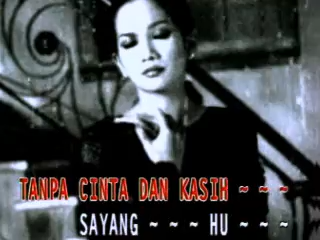 TANPA CINTA DAN KASIH ~ ~ ~
SAYANG ~ ~ ~ HU ~ ~ ~